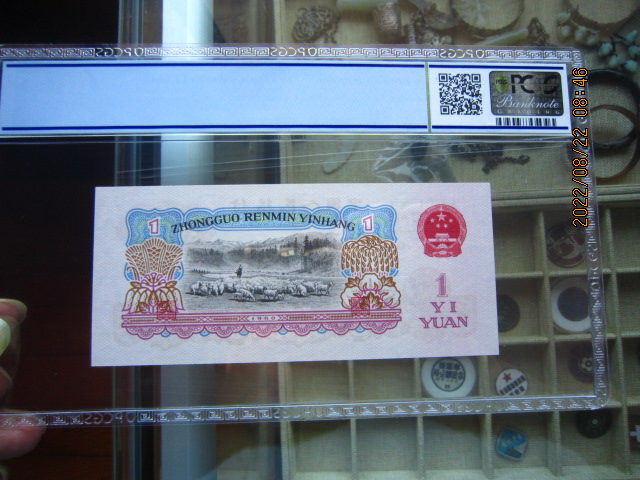 PCGS
Banknote
GRADING
2022/08/22 08:46
ZHONGGUO RENMIN YINHANG
1
1
1960
1
YI
YUAN